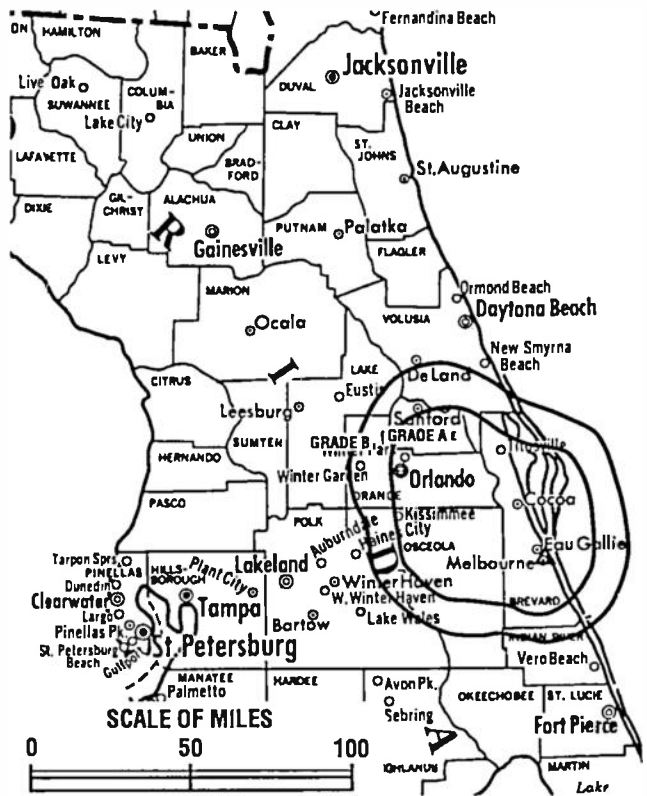 Fernandina Beach
ON
HAMILTON
BAKER
Jacksonville
Live Oak
DUVAL
COLUM-
BIA
Jacksonville
Beach
SUWANNEE
Lake City
CLAY
UNION
ST.
JOHNS
LAFAYETTE
BRAD-
FORD
St. Augustine
DIXIE
GIL-
CHRIST
ALACHUA
R
PUTNAM
Palatka
Gainesville
LEVY
FLAGLER
MARION
Ormond Beach
Daytona Beach
VOLUSIA
Ocala
New Smyrna
Beach
I
LAKE
DeLand
CITRUS
Eustis
Leesburg
Sanford
SUMTER
GRADE B
GRADE A
Titusville
HERNANDO
Winter Garden
Orlando
ORANGE
PASCO
Cocoa
POLK
Kissimmee
City
Auburndale
Haines
OSCEOLA
Eau Gallie
D
Melbourne
Tarpon Sprs.
PINELLAS
HILLS-
BOROUGH
Plant City
Lakeland
Dunedin
Winter Haven
Clearwater
Tampa
W. Winter Haven
BREVARD
Largo
Bartow
Lake Wales
Pinellas Pk.
St. Petersburg
INDIAN RIVER
St. Petersburg
Beach
Gulfport
Vero Beach
MANATEE
HARDEE
Avon Pk.
OKEECHOBEE
ST. LUCIE
Palmetto
Sebring
SCALE OF MILES
Fort Pierce
A
0 50 100
IGHLANDS
MARTIN
Lake